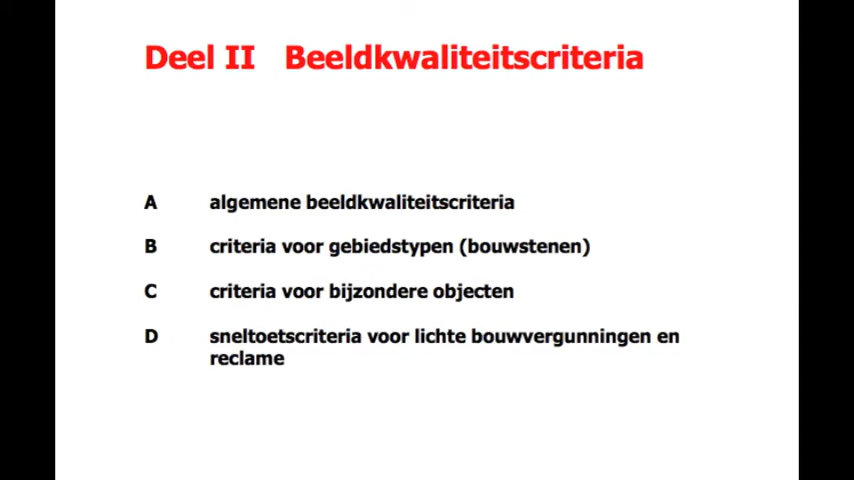 Deel II Beeldkwaliteitscriteria
A algemene beeldkwaliteitscriteria
B criteria voor gebiedstypen (bouwstenen)
C criteria voor bijzondere objecten
D sneltoetscriteria voor lichte bouwvergunningen en
reclame